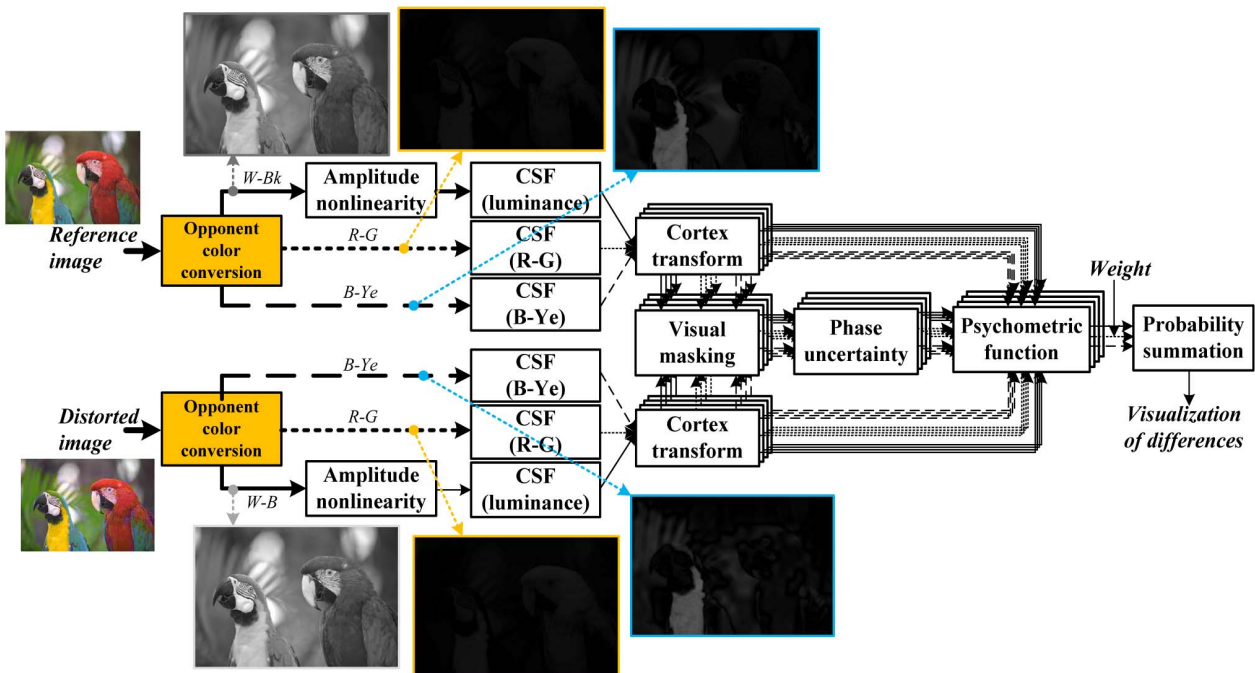 W-Bk
Amplitude
nonlinearity
CSF
(luminance)
Reference
image
Opponent
color
conversion
R-G
CSF
(R-G)
B-Ye
CSF
(B-Ye)
Cortex
transform
Visual
masking
Phase
uncertainty
Psychometric
function
Weight
Probability
summation
Visualization
of differences
B-Ye
CSF
(B-Ye)
Distorted
image
Opponent
color
conversion
R-G
CSF
(R-G)
Cortex
transform
W-B
Amplitude
nonlinearity
CSF
(luminance)